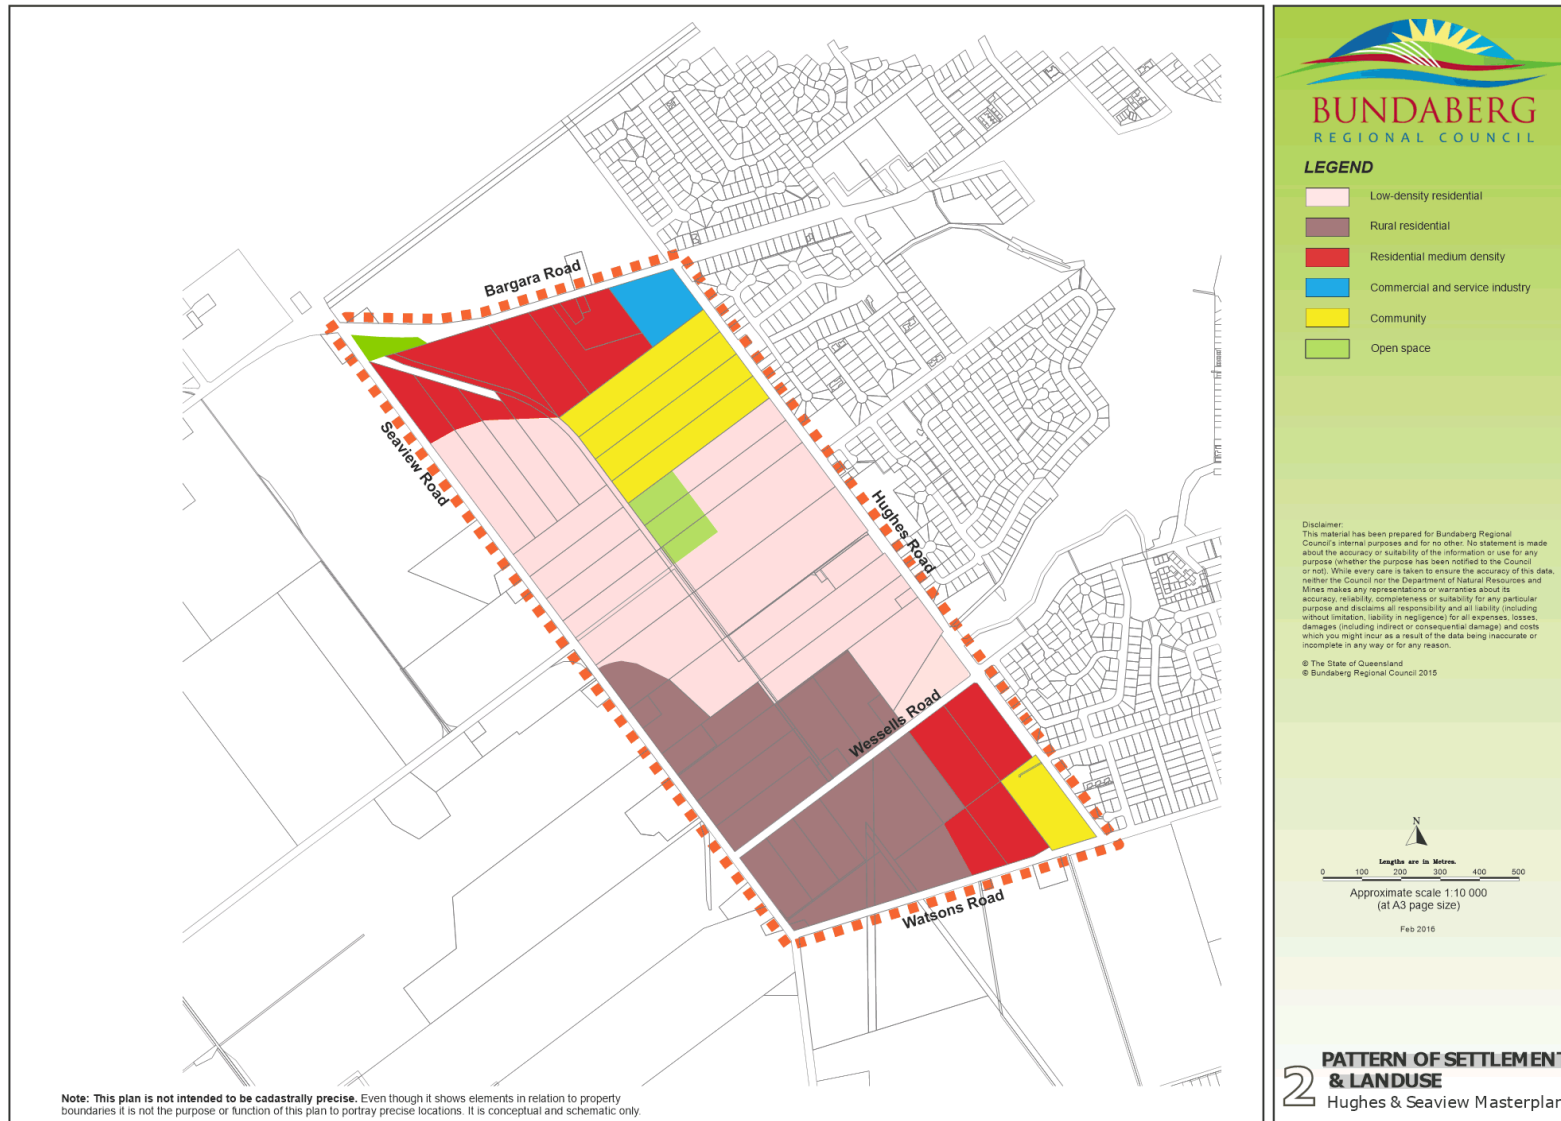 Bargara Road
Seaview Road
Hughes Road
Wessells Road
Watsons Road
Note: This plan is not intended to be cadastrally precise. Even though it shows elements in relation to property
boundaries it is not the purpose or function of this plan to portray precise locations. It is conceptual and schematic only.
BUNDABERG
REGIONAL COUNCIL
LEGEND
Low-density residential
Rural residential
Residential medium density
Commercial and service industry
Community
Open space
Disclaimer:
This material has been prepared for Bundaberg Regional
Council's internal purposes and for no other. No statement is made
about the accuracy or suitability of the information or use for any
purpose (whether the purpose has been notified to the Council
or not). While every care is taken to ensure the accuracy of this data,
neither the Council nor the Department of Natural Resources and
Mines makes any representations or warranties about its
accuracy, reliability, completeness or suitability for any particular
purpose and disclaims all responsibility and all liability (including
without limitation, liability in negligence) for all expenses, losses,
damages (including indirect or consequential damage) and costs
which you might incur as a result of the data being inaccurate or
incomplete in any way or for any reason.
© The State of Queensland
© Bundaberg Regional Council 2015
N
Lengths are in Metres.
0 100 200 300 400 500
Approximate scale 1:10 000
(at A3 page size)
Feb 2016
2
PATTERN OF SETTLEMENT
& LANDUSE
Hughes & Seaview Masterplan